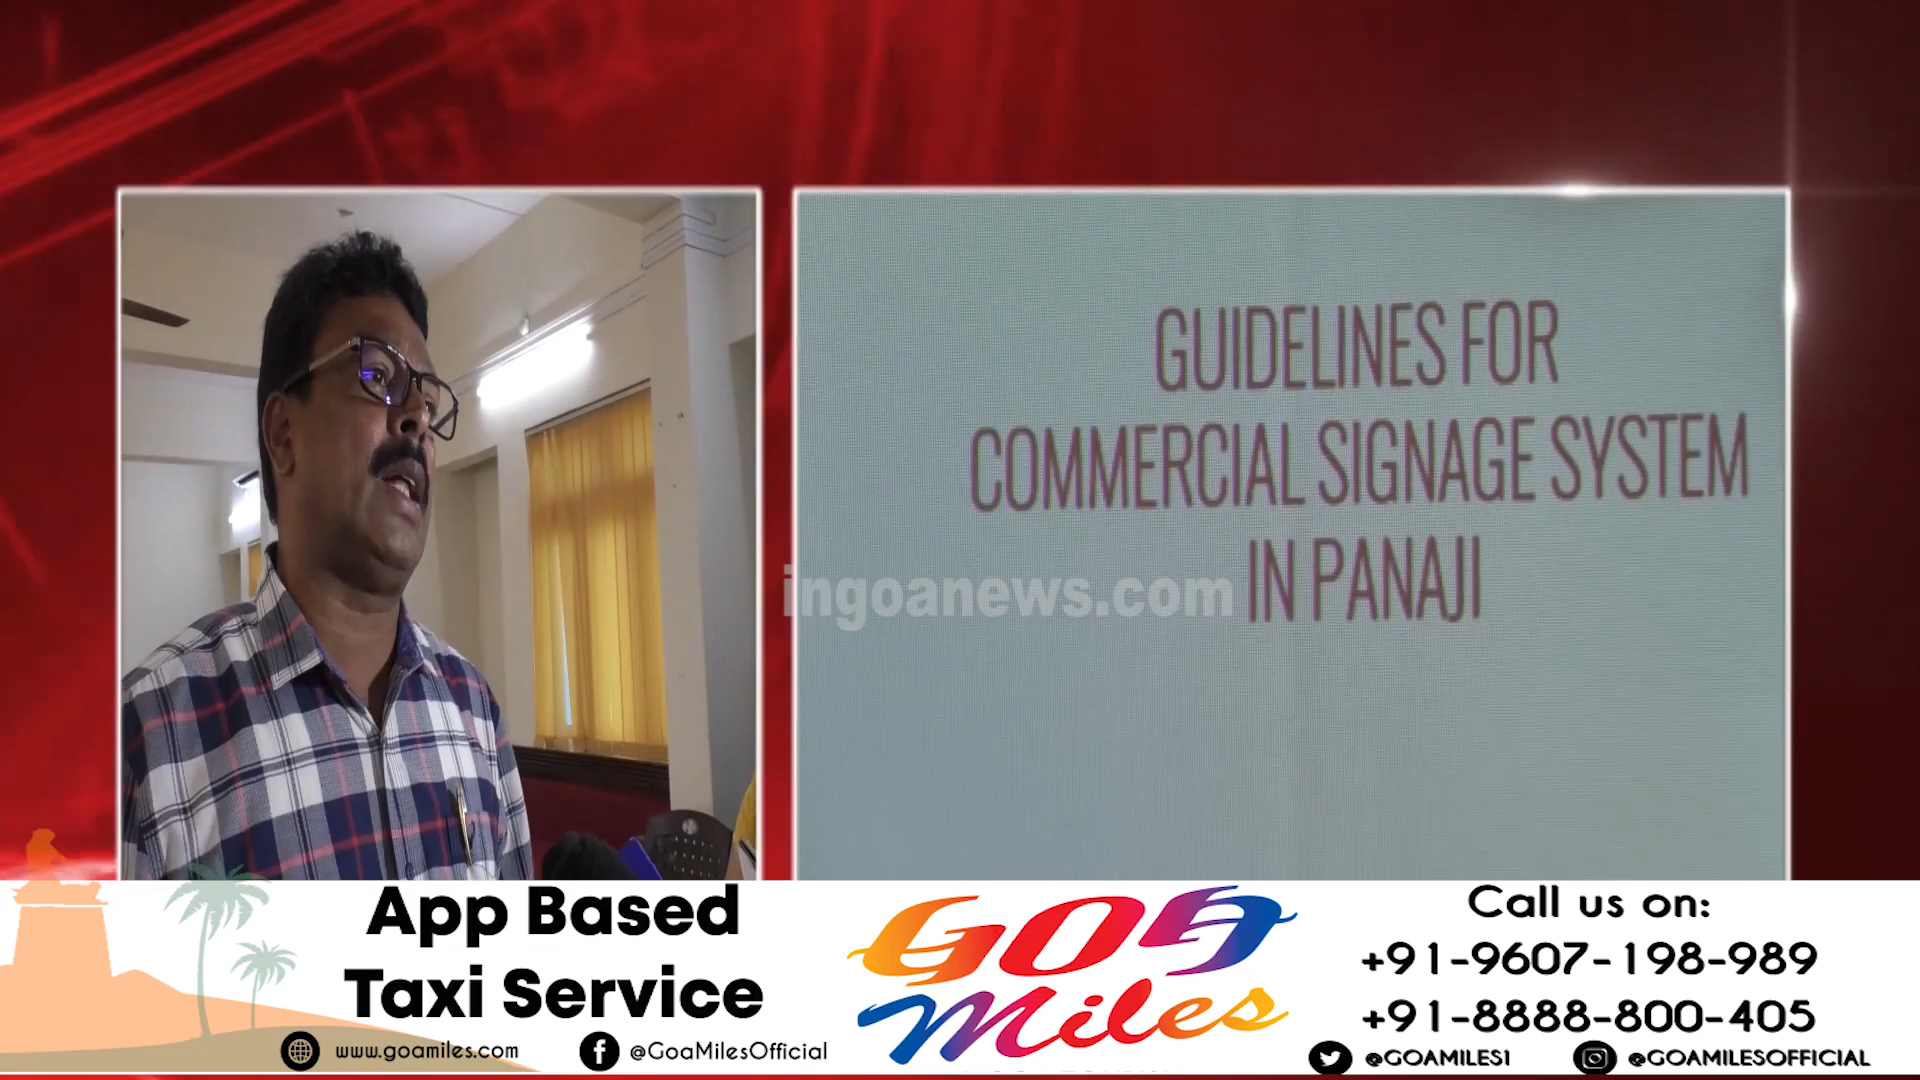 GUIDELINES FOR
COMMERCIAL SIGNAGE SYSTEM
IN PANAJI
ingoanews.com
App Based
Taxi Service
www.goamiles.com
@GoaMilesOfficial
GOA
Miles
Call us on:
+91-9607-198-989
+91-8888-800-405
@GOAMILES1
@GOAMILESOFFICIAL